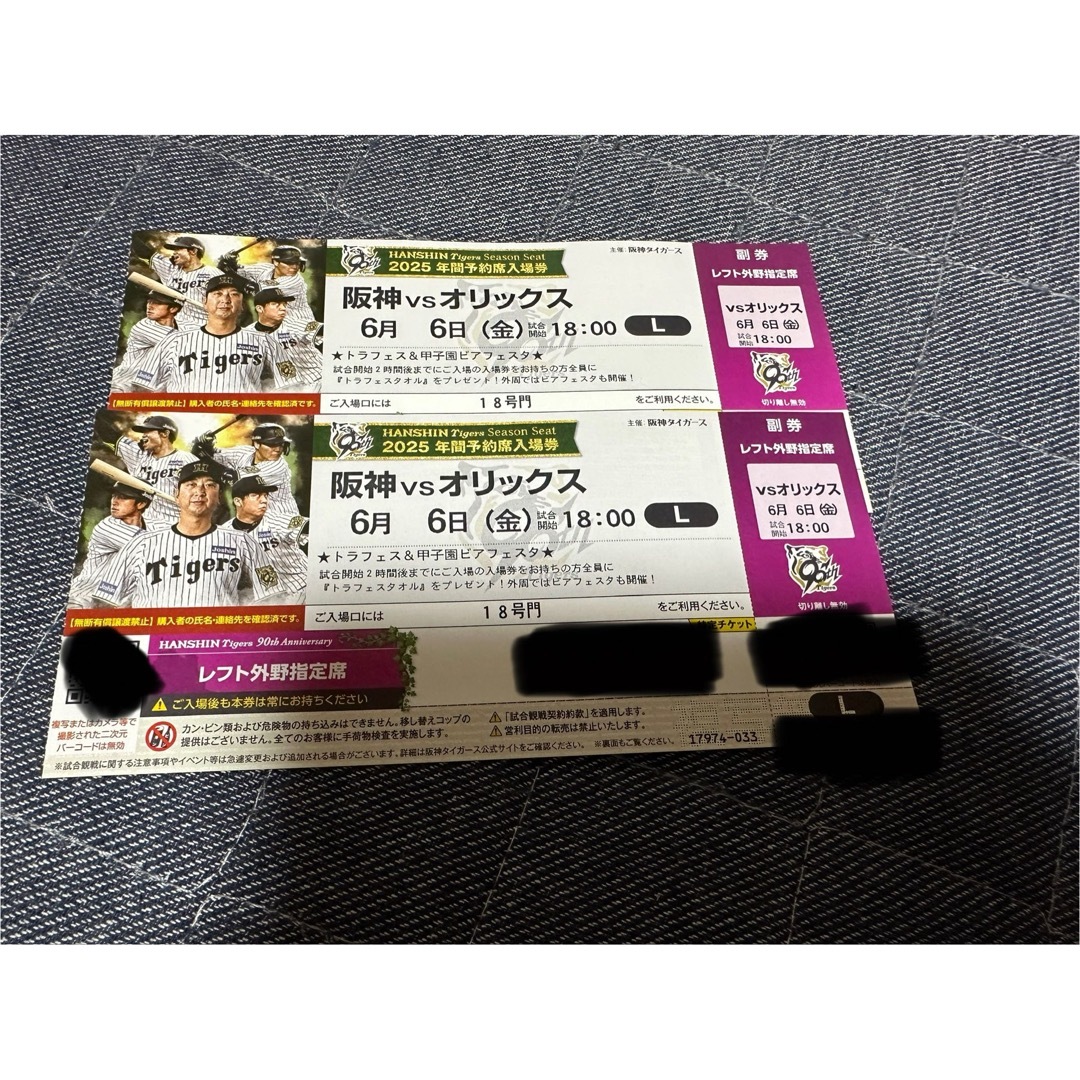 HANSHIN Tigers Season Seat
2025 年間予約席入場券
主催:阪神タイガース
阪神 vs オリックス
6月 6日(金) 試合開始 18:00 L
★トラフェス&甲子園ビアフェスタ★
試合開始2時間後までにご入場の入場券をお持ちの方全員に
『トラフェスタオル』をプレゼント!外周ではビアフェスタも開催!
【無断有償譲渡禁止】購入者の氏名・連絡先を確認済です。
ご入場口には 18号門 をご利用ください。
副券
レフト外野指定席
vsオリックス
6月 6日(金)
試合開始 18:00
90th
Tigers
切り離し無効
Tigers
Tigers
Joshin
HANSHIN Tigers Season Seat
2025 年間予約席入場券
主催:阪神タイガース
阪神 vs オリックス
6月 6日(金) 試合開始 18:00 L
★トラフェス&甲子園ビアフェスタ★
試合開始2時間後までにご入場の入場券をお持ちの方全員に
『トラフェスタオル』をプレゼント!外周ではビアフェスタも開催!
【無断有償譲渡禁止】購入者の氏名・連絡先を確認済です。
ご入場口には 18号門 をご利用ください。
副券
レフト外野指定席
vsオリックス
6月 6日(金)
試合開始 18:00
90th
Tigers
切り離し無効
Tigers
Tigers
Joshin
HANSHIN Tigers 90th Anniversary
レフト外野指定席
ご入場後も本券は常にお持ちください
チケット
L
複写またはカメラ等で
撮影された二次元
バーコードは無効
カン・ビン類および危険物の持ち込みはできません。移し替えコップの
提供はございません。全てのお客様に手荷物検査を実施します。
「試合観戦契約約款」を適用します。
営利目的の転売は禁止いたします。
※試合観戦に関する注意事項やイベント等は急遽変更および追加される場合がございます。詳細は阪神タイガース公式サイトをご確認ください。 ※裏面もご覧ください。
17974-033